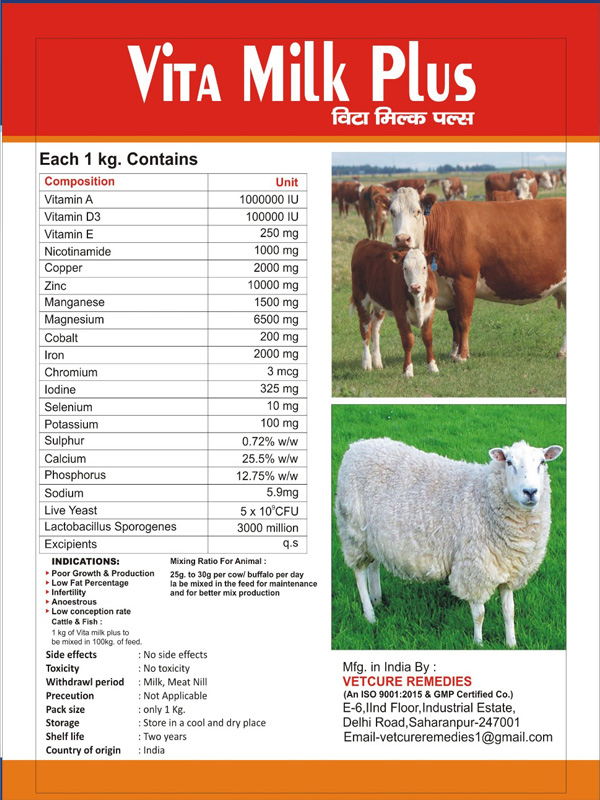 VITA MILK PLUS
विटा मिल्क पल्स
Each 1 kg. Contains
Composition Unit
Vitamin A 1000000 IU
Vitamin D3 100000 IU
Vitamin E 250 mg
Nicotinamide 1000 mg
Copper 2000 mg
Zinc 10000 mg
Manganese 1500 mg
Magnesium 6500 mg
Cobalt 200 mg
Iron 2000 mg
Chromium 3 mcg
Iodine 325 mg
Selenium 10 mg
Potassium 100 mg
Sulphur 0.72% w/w
Calcium 25.5% w/w
Phosphorus 12.75% w/w
Sodium 5.9mg
Live Yeast 5 x 10⁹CFU
Lactobacillus Sporogenes 3000 million
Excipients q.s
INDICATIONS:
Poor Growth & Production
Low Fat Percentage
Infertility
Anoestrous
Low conception rate
Cattle & Fish :
1 kg of Vita milk plus to
be mixed in 100kg. of feed.
Mixing Ratio For Animal :
25g. to 30g per cow/ buffalo per day
la be mixed in the feed for maintenance
and for better mix production
Side effects : No side effects
Toxicity : No toxicity
Withdrawl period : Milk, Meat Nill
Preceution : Not Applicable
Pack size : only 1 Kg.
Storage : Store in a cool and dry place
Shelf life : Two years
Country of origin : India
Mfg. in India By :
VETCURE REMEDIES
(An ISO 9001:2015 & GMP Certified Co.)
E-6,IInd Floor,Industrial Estate,
Delhi Road,Saharanpur-247001
Email-vetcureremedies1@gmail.com